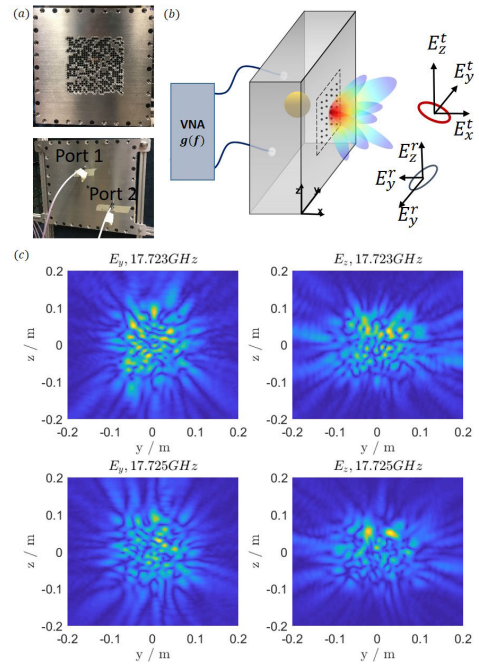 (a)
(b)
Port 1
Port 2
VNA
g(f)
z
y
x
E_z^t
E_y^t
E_x^t
E_z^r
E_y^r
E_y^r
(c)
E_y, 17.723GHz
E_z, 17.723GHz
0.2
0.1
0
-0.1
-0.2
z / m
-0.2 -0.1 0 0.1 0.2
y / m
0.2
0.1
0
-0.1
-0.2
z / m
-0.2 -0.1 0 0.1 0.2
y / m
E_y, 17.725GHz
E_z, 17.725GHz
0.2
0.1
0
-0.1
-0.2
z / m
-0.2 -0.1 0 0.1 0.2
y / m
0.2
0.1
0
-0.1
-0.2
z / m
-0.2 -0.1 0 0.1 0.2
y / m